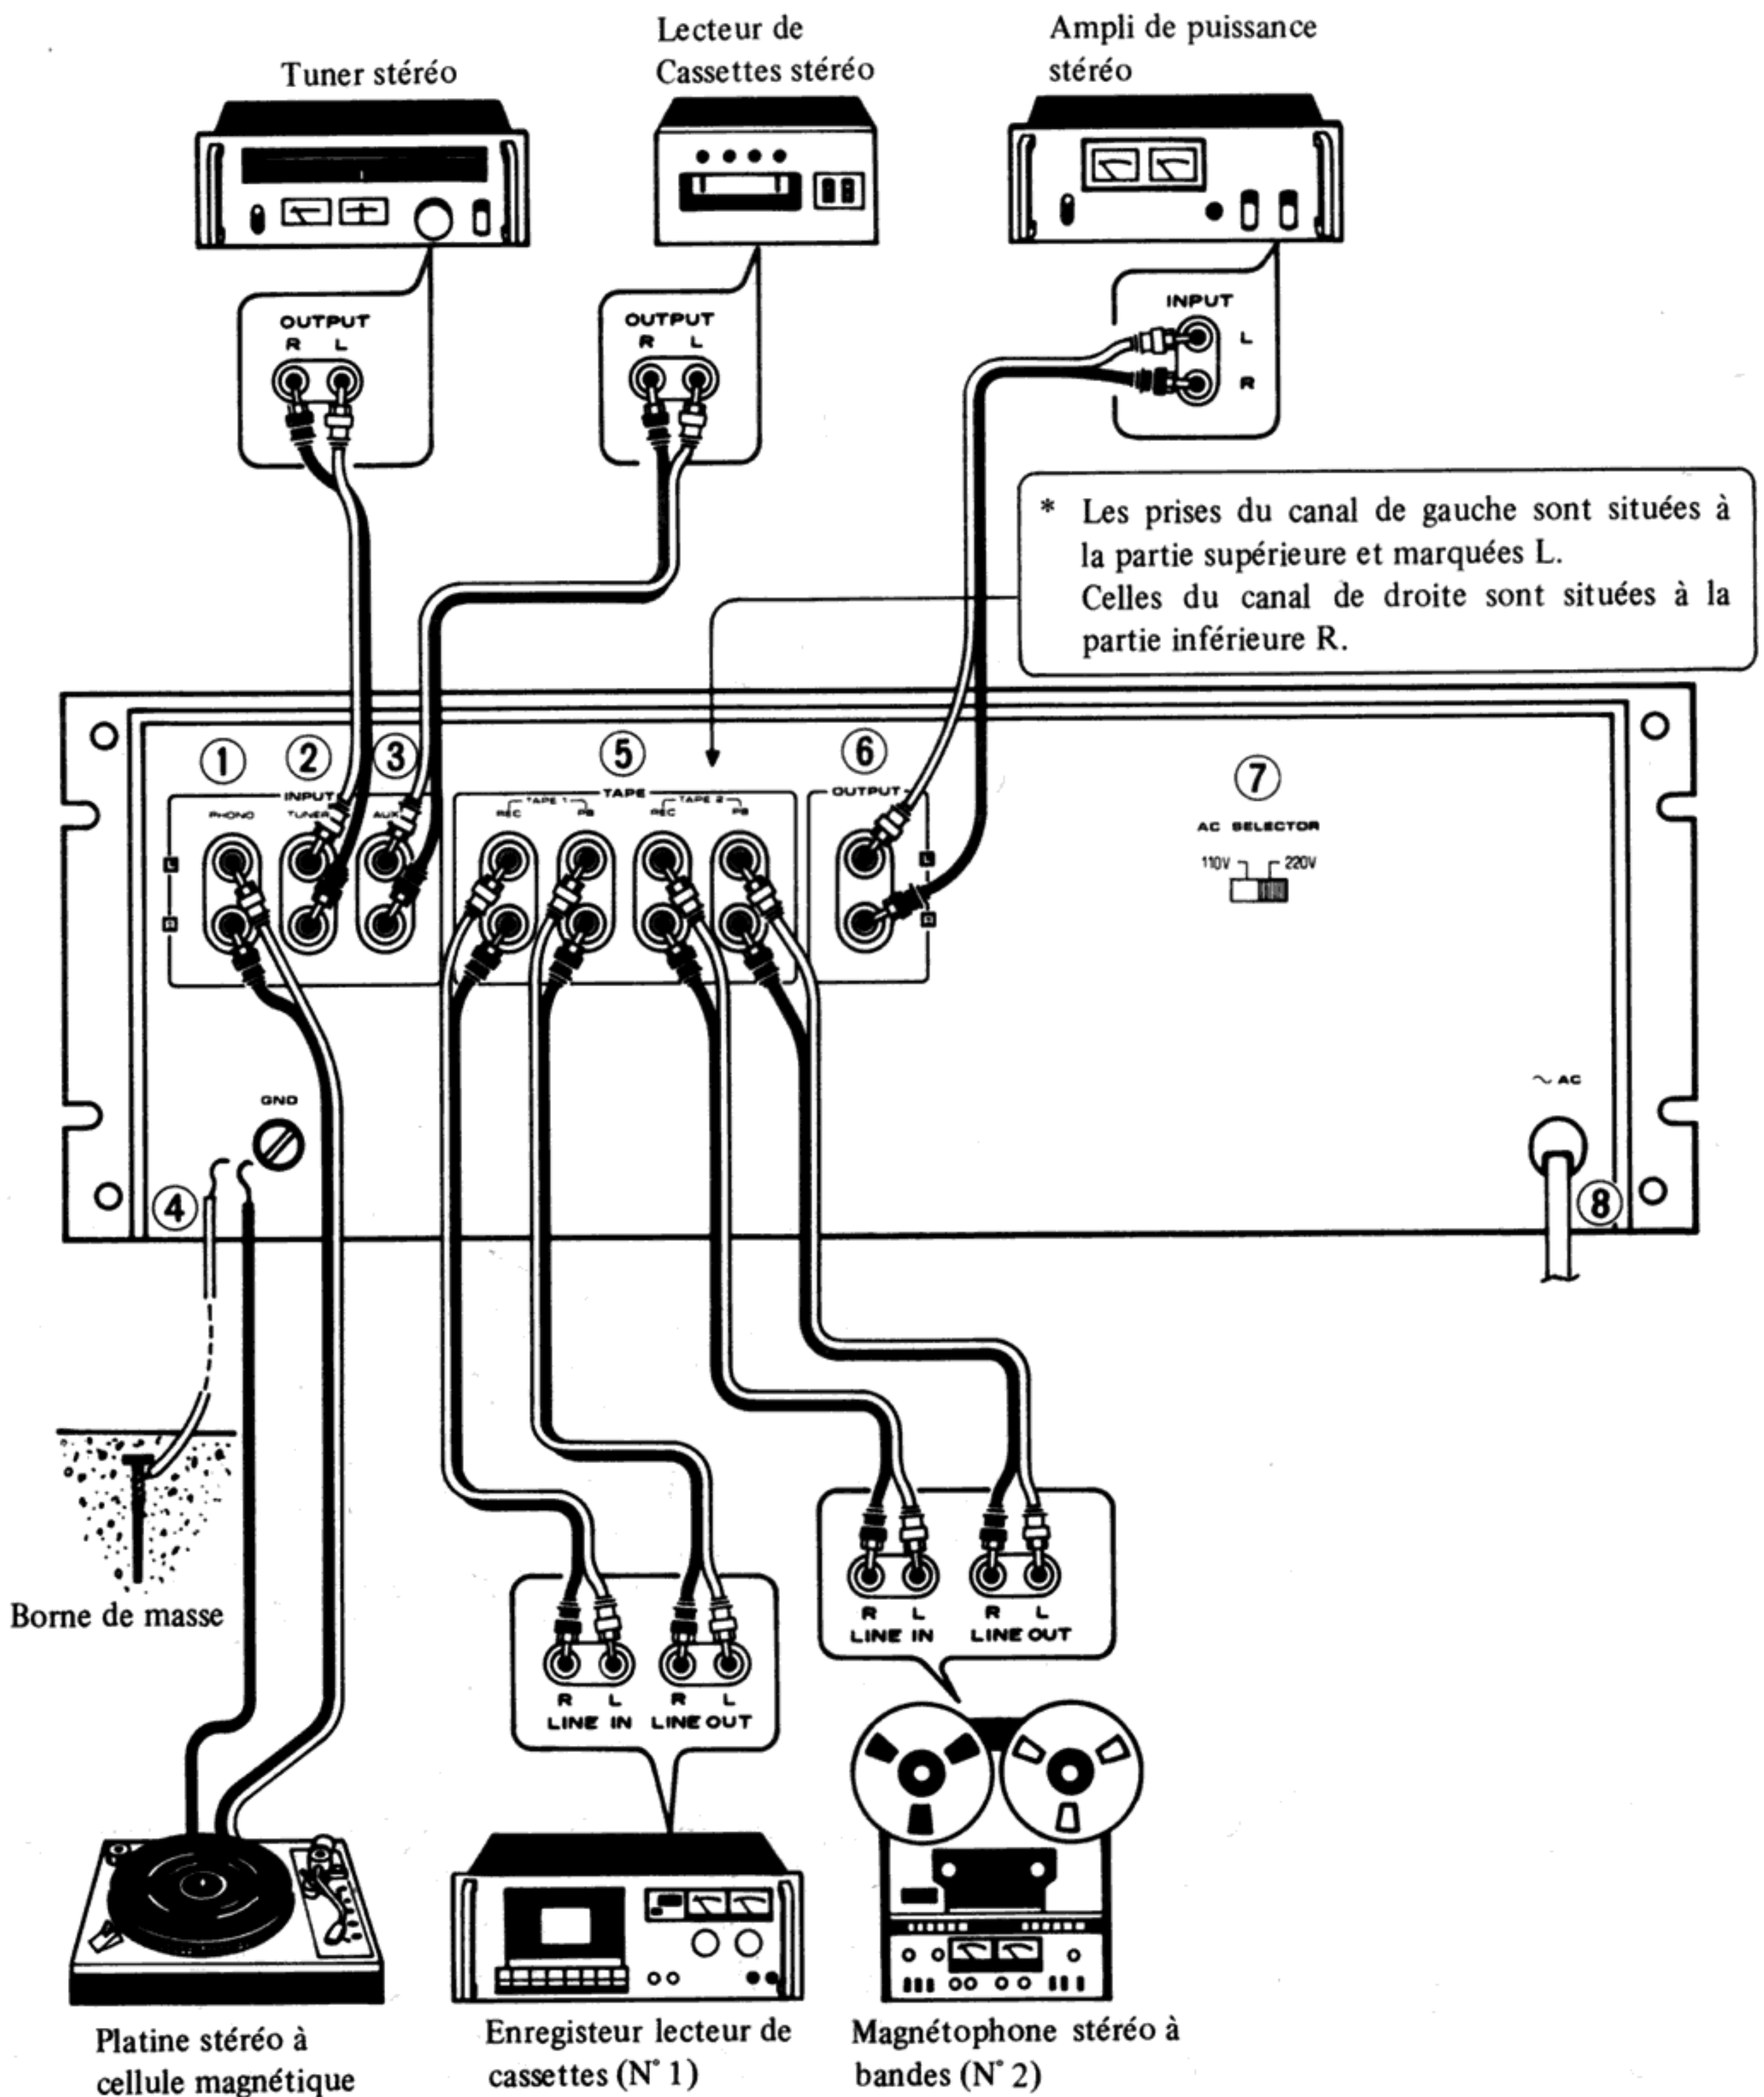 Lecteur de
Cassettes stéréo
Ampli de puissance
stéréo
Tuner stéréo
OUTPUT
R L
OUTPUT
R L
INPUT
L
R
* Les prises du canal de gauche sont situées à
la partie supérieure et marquées L.
Celles du canal de droite sont situées à la
partie inférieure R.
① ② ③ ⑤ ⑥ ⑦
INPUT
PHONO TUNER AUX
TAPE
TAPE 1
REC PB
TAPE 2
REC PB
OUTPUT
L
R
L
R
AC SELECTOR
110V 220V
GND
④
~ AC
⑧
Borne de masse
R L
LINE IN
R L
LINE OUT
R L
LINE IN
R L
LINE OUT
Platine stéréo à
cellule magnétique
Enregisteur lecteur de
cassettes (N° 1)
Magnétophone stéréo à
bandes (N° 2)